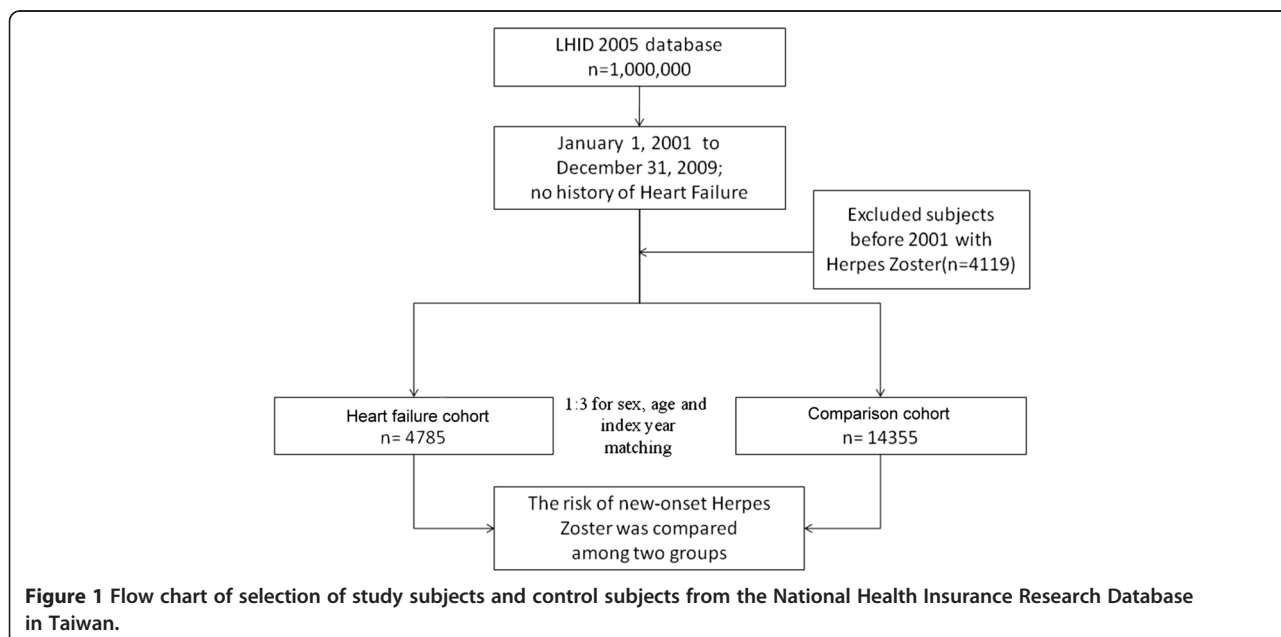 LHID 2005 database
n=1,000,000
January 1, 2001 to
December 31, 2009;
no history of Heart Failure
Excluded subjects
before 2001 with
Herpes Zoster(n=4119)
Heart failure cohort
n= 4785
1:3 for sex, age and
index year
matching
Comparison cohort
n= 14355
The risk of new-onset Herpes
Zoster was compared
among two groups
Figure 1 Flow chart of selection of study subjects and control subjects from the National Health Insurance Research Database
in Taiwan.